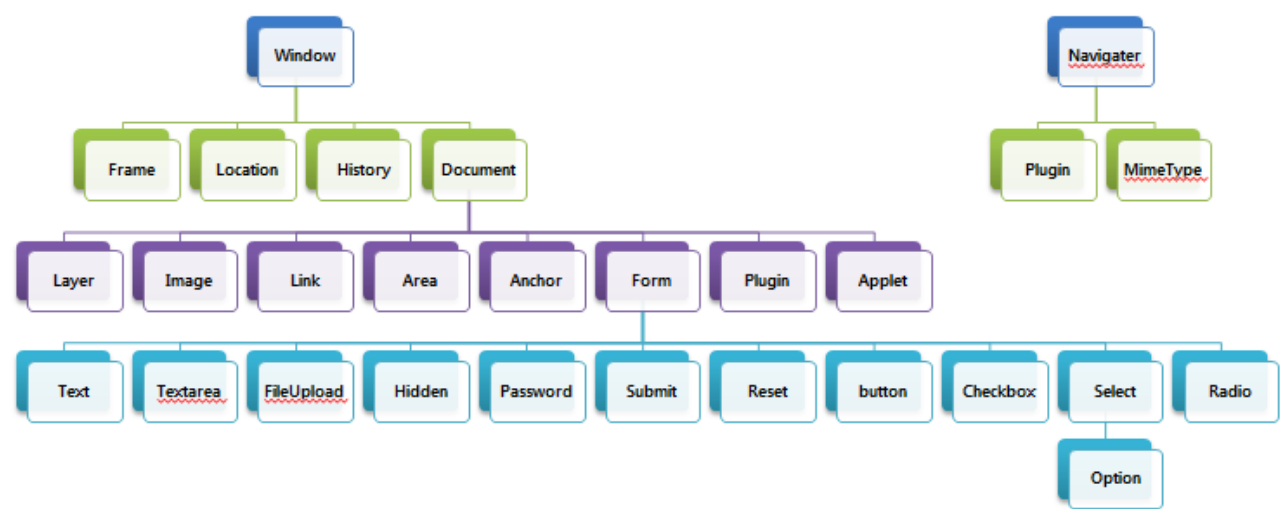 Window
Navigater
Frame
Location
History
Document
Plugin
MimeType
Layer
Image
Link
Area
Anchor
Form
Plugin
Applet
Text
Textarea
FileUpload
Hidden
Password
Submit
Reset
button
Checkbox
Select
Radio
Option